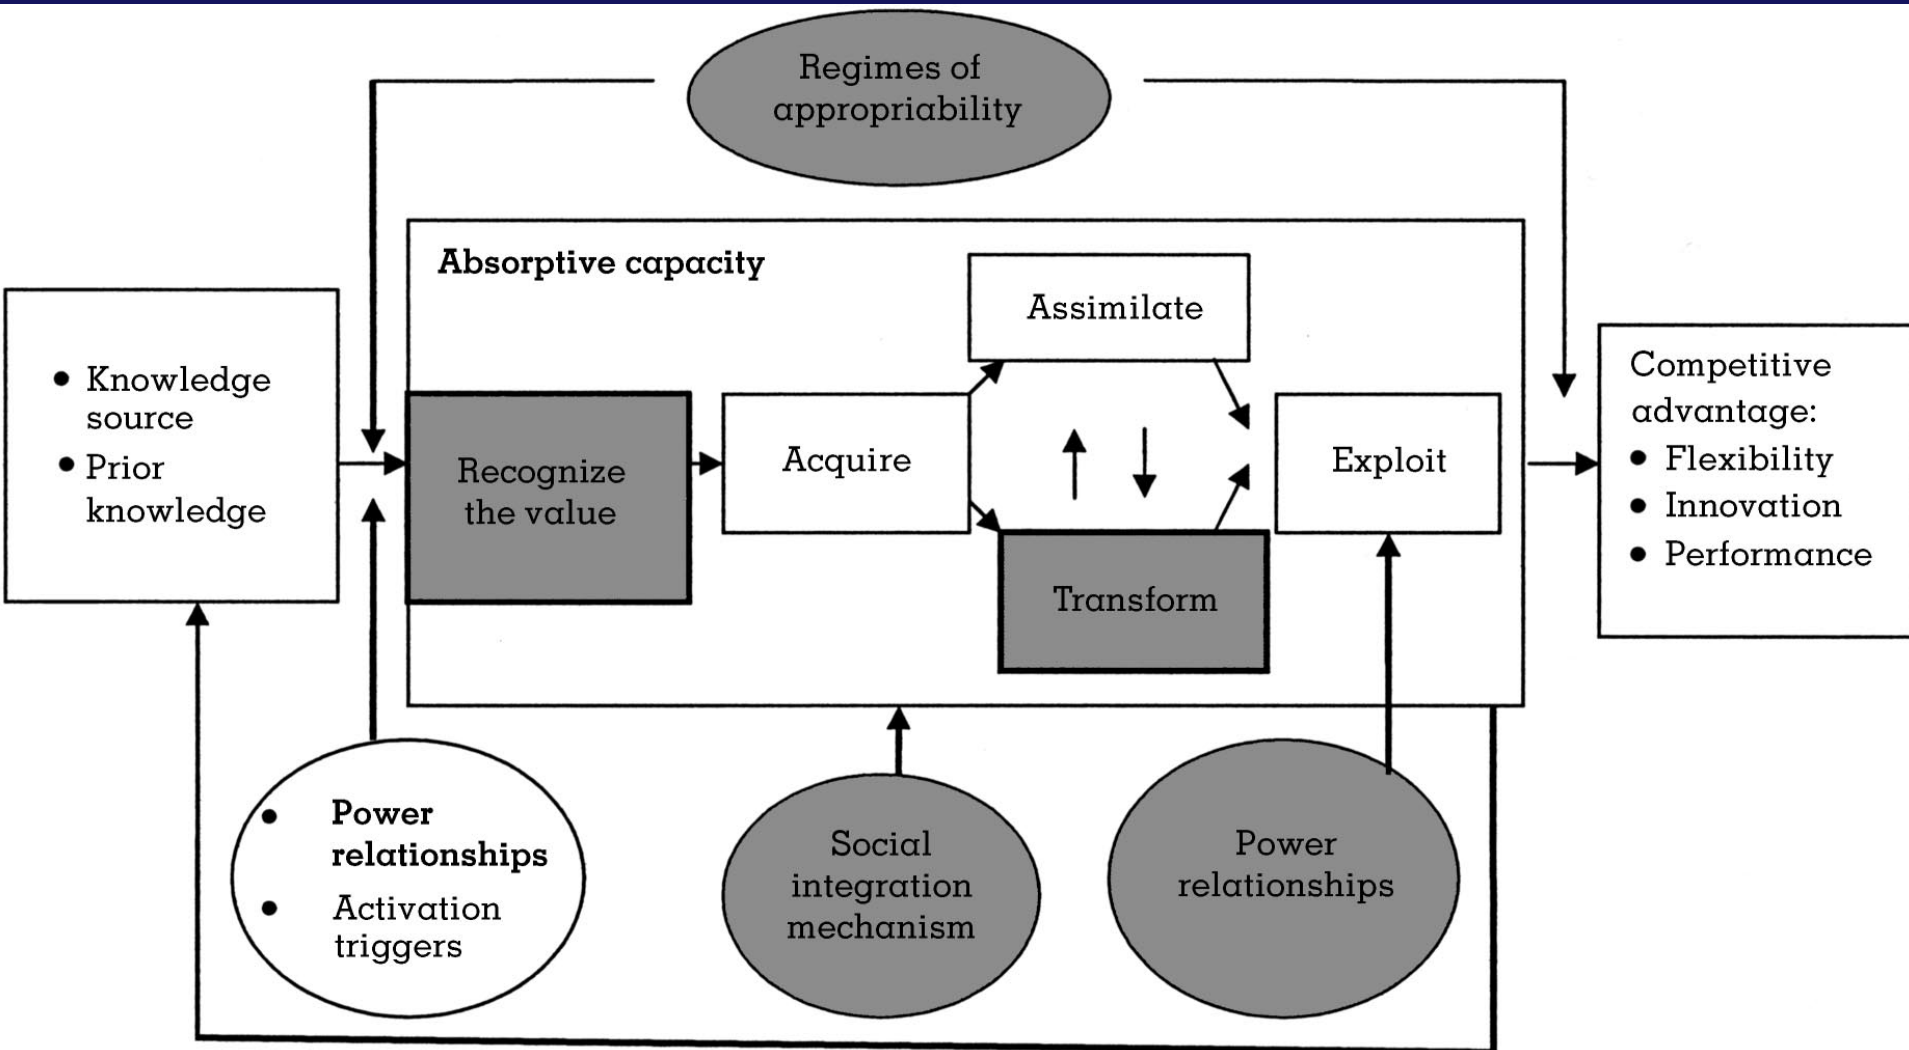 Regimes of
appropriability
Absorptive capacity
Assimilate
• Knowledge
source
• Prior
knowledge
Recognize
the value
Acquire
Exploit
Transform
Competitive
advantage:
• Flexibility
• Innovation
• Performance
• Power
relationships
• Activation
triggers
Social
integration
mechanism
Power
relationships